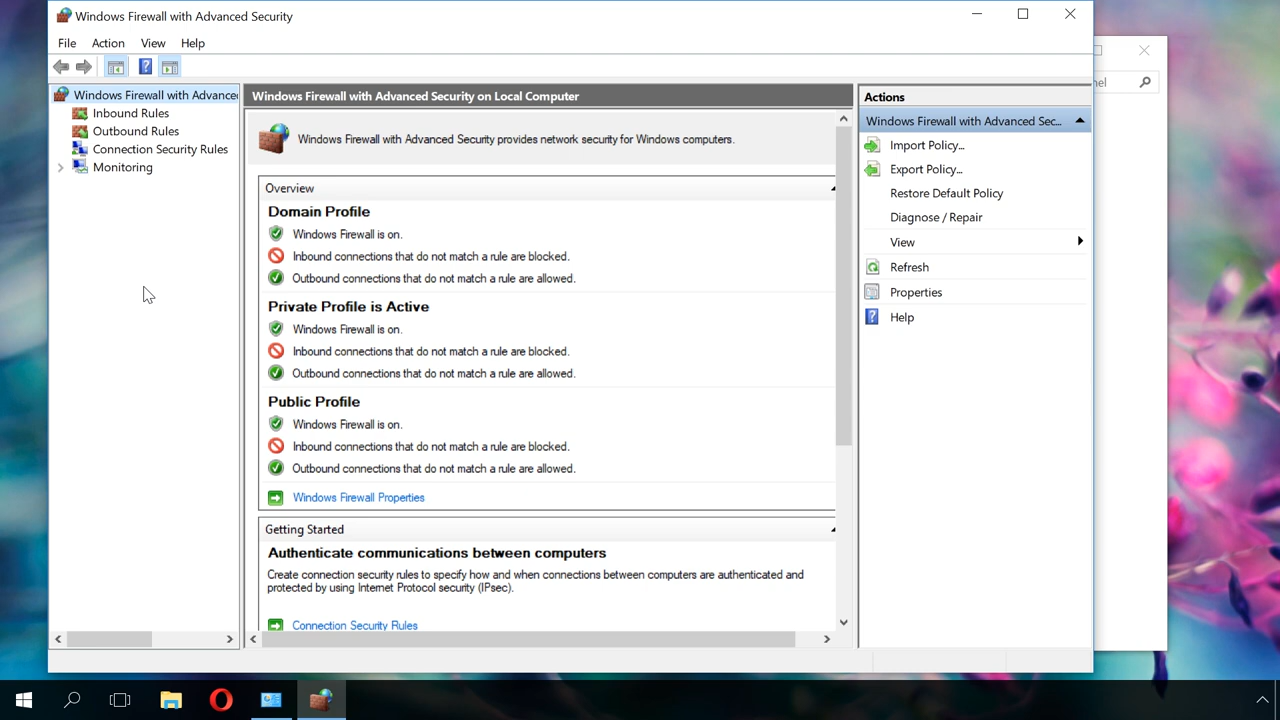 Windows Firewall with Advanced Security
File Action View Help
Windows Firewall with Advance
Inbound Rules
Outbound Rules
Connection Security Rules
Monitoring
Windows Firewall with Advanced Security on Local Computer
Windows Firewall with Advanced Security provides network security for Windows computers.
Overview
Domain Profile
Windows Firewall is on.
Inbound connections that do not match a rule are blocked.
Outbound connections that do not match a rule are allowed.
Private Profile is Active
Windows Firewall is on.
Inbound connections that do not match a rule are blocked.
Outbound connections that do not match a rule are allowed.
Public Profile
Windows Firewall is on.
Inbound connections that do not match a rule are blocked.
Outbound connections that do not match a rule are allowed.
Windows Firewall Properties
Getting Started
Authenticate communications between computers
Create connection security rules to specify how and when connections between computers are authenticated and
protected by using Internet Protocol security (IPsec).
Connection Security Rules
Actions
Windows Firewall with Advanced Sec...
Import Policy...
Export Policy...
Restore Default Policy
Diagnose / Repair
View
Refresh
Properties
Help
nel